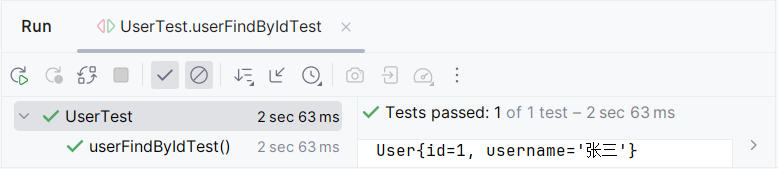 Run UserTest.userFindByIdTest
UserTest 2 sec 63 ms
userFindByIdTest() 2 sec 63 ms
Tests passed: 1 of 1 test – 2 sec 63 ms
User{id=1, username='张三'}